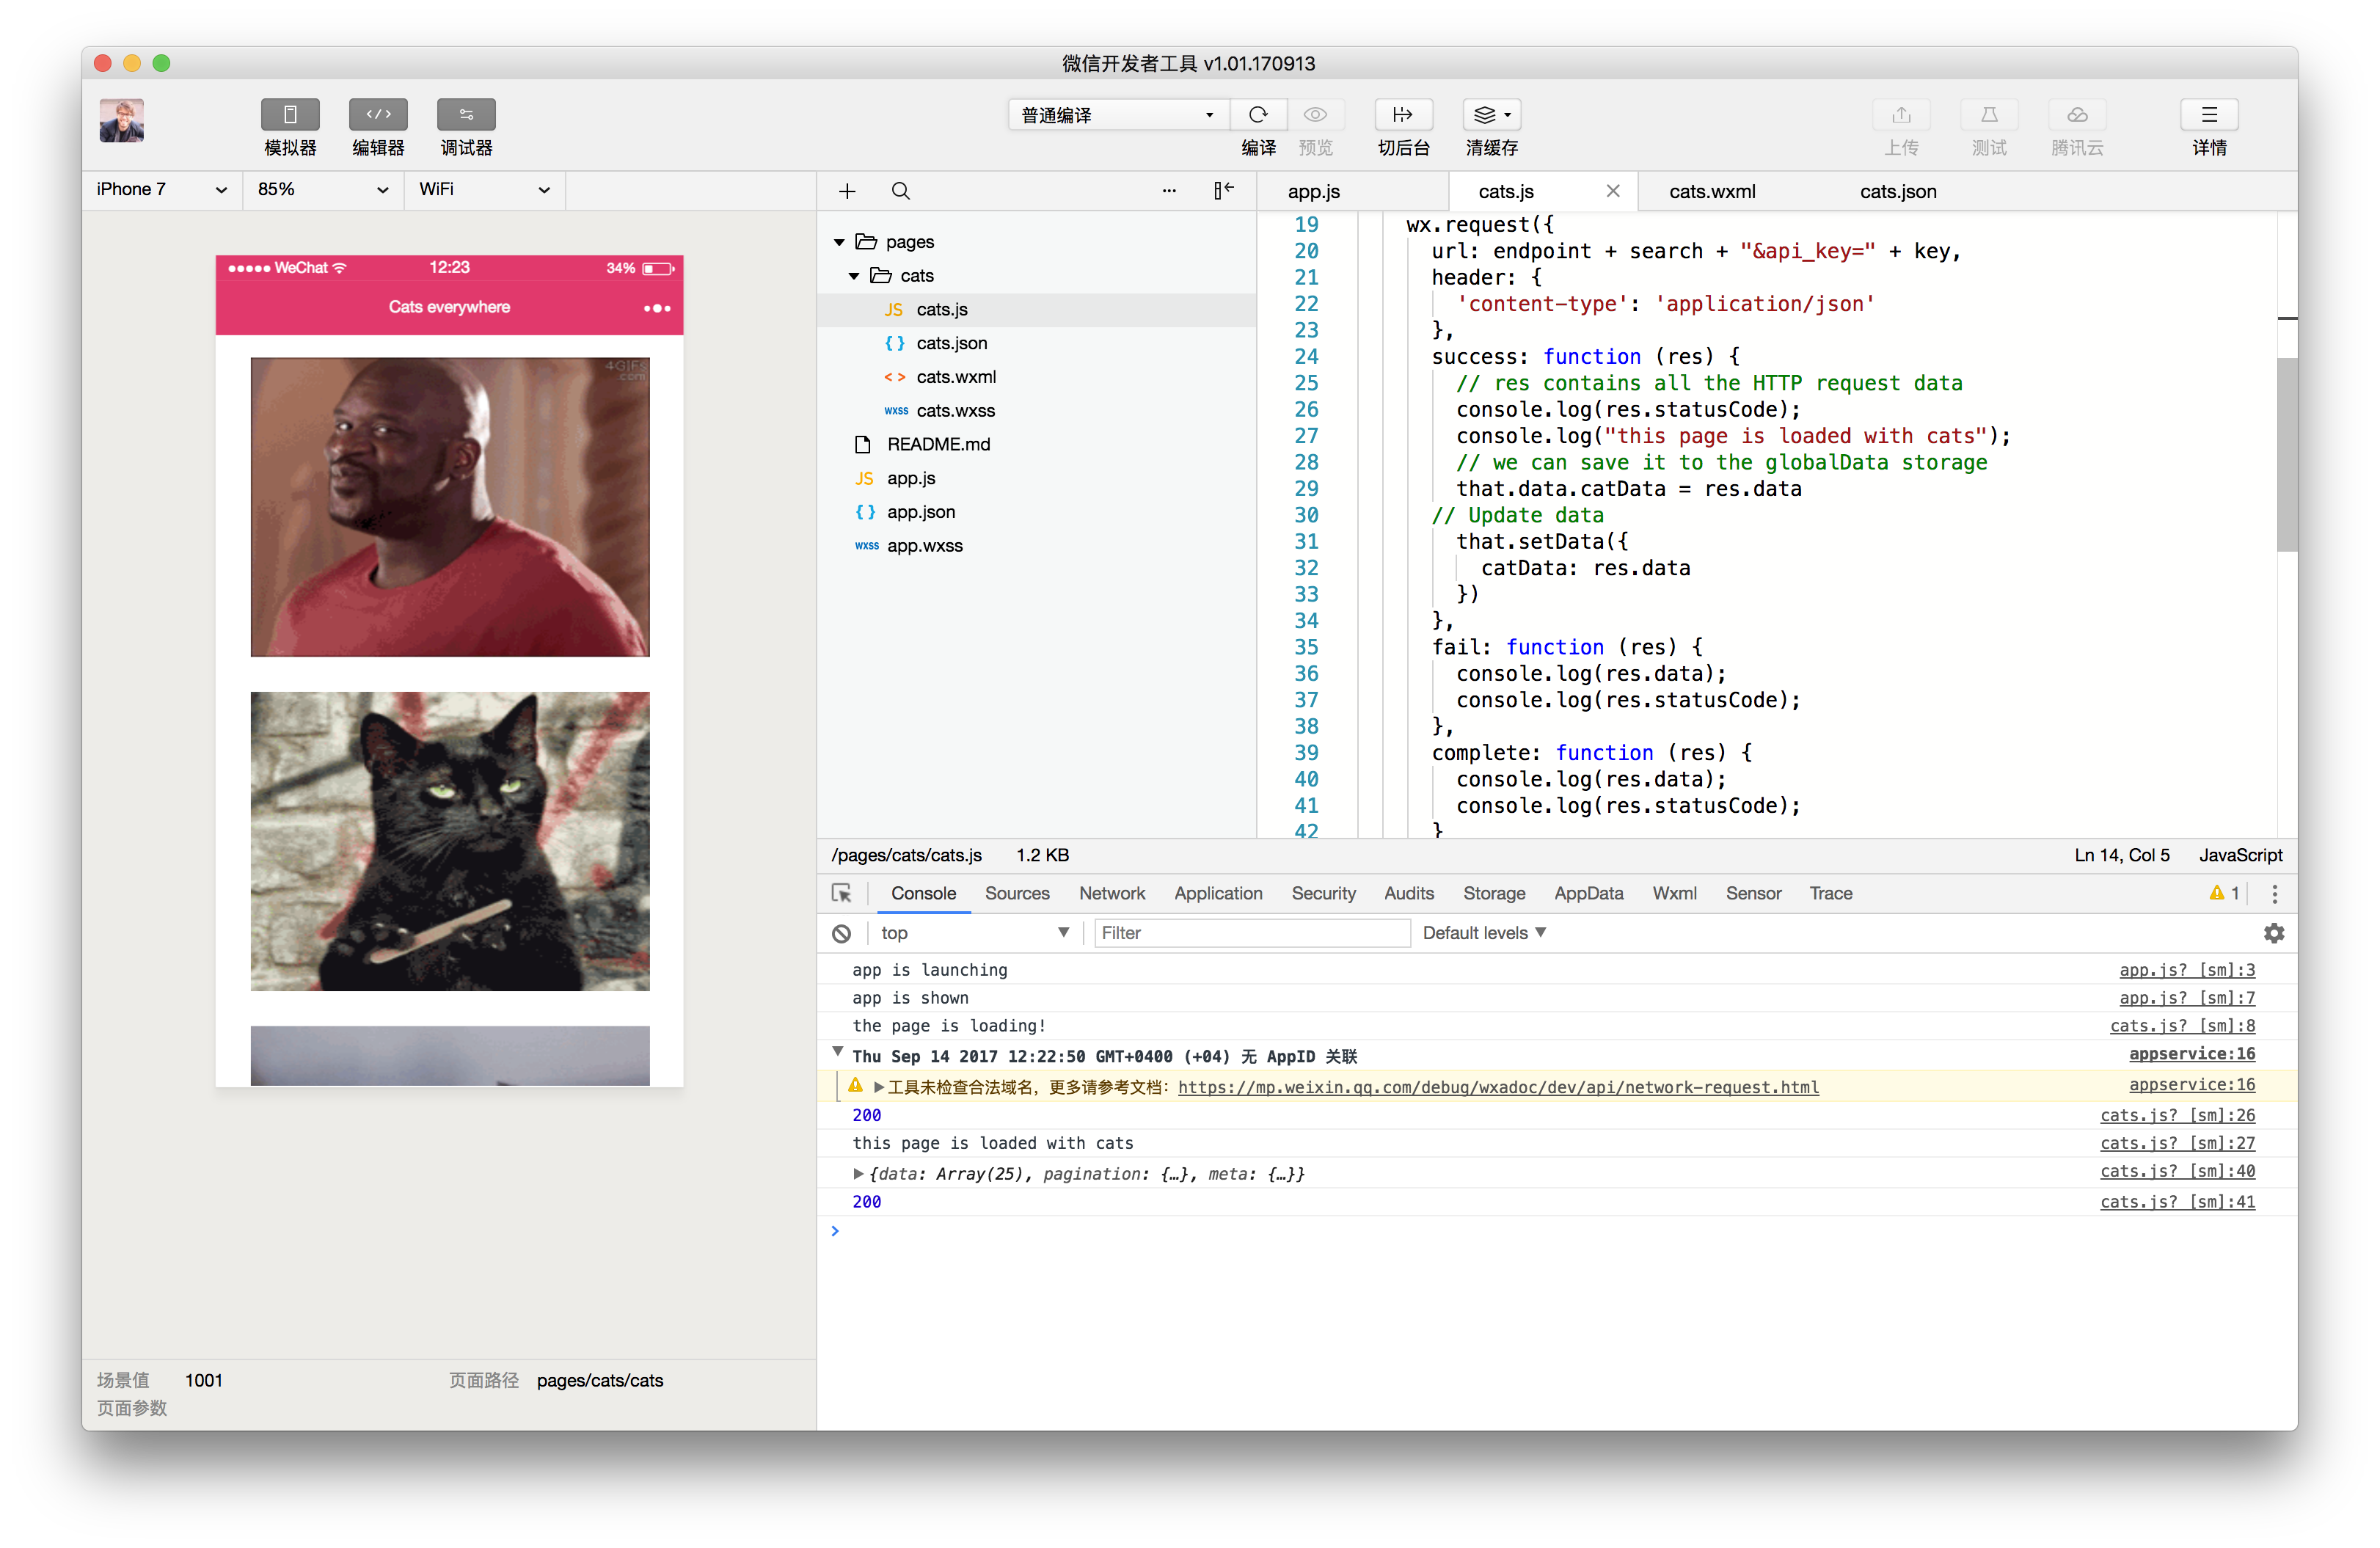 微信开发者工具 v1.01.170913
模拟器 编辑器 调试器
普通编译
编译 预览 切后台 清缓存
上传 测试 腾讯云 详情
iPhone 7 85% WiFi
●●●●● WeChat 12:23 34%
Cats everywhere
4GIFS
.com
pages
cats
JS cats.js
{ } cats.json
< > cats.wxml
wxss cats.wxss
README.md
JS app.js
{ } app.json
wxss app.wxss
app.js cats.js cats.wxml cats.json
19 wx.request({
20 url: endpoint + search + "&api_key=" + key,
21 header: {
22 'content-type': 'application/json'
23 },
24 success: function (res) {
25 // res contains all the HTTP request data
26 console.log(res.statusCode);
27 console.log("this page is loaded with cats");
28 // we can save it to the globalData storage
29 that.data.catData = res.data
30 // Update data
31 that.setData({
32 catData: res.data
33 })
34 },
35 fail: function (res) {
36 console.log(res.data);
37 console.log(res.statusCode);
38 },
39 complete: function (res) {
40 console.log(res.data);
41 console.log(res.statusCode);
42 }
/pages/cats/cats.js 1.2 KB Ln 14, Col 5 JavaScript
Console Sources Network Application Security Audits Storage AppData Wxml Sensor Trace 1
top Filter Default levels
app is launching app.js? [sm]:3
app is shown app.js? [sm]:7
the page is loading! cats.js? [sm]:8
Thu Sep 14 2017 12:22:50 GMT+0400 (+04) 无 AppID 关联 appservice:16
工具未检查合法域名，更多请参考文档：https://mp.weixin.qq.com/debug/wxadoc/dev/api/network-request.html appservice:16
200 cats.js? [sm]:26
this page is loaded with cats cats.js? [sm]:27
{data: Array(25), pagination: {…}, meta: {…}} cats.js? [sm]:40
200 cats.js? [sm]:41
场景值 1001 页面路径 pages/cats/cats
页面参数